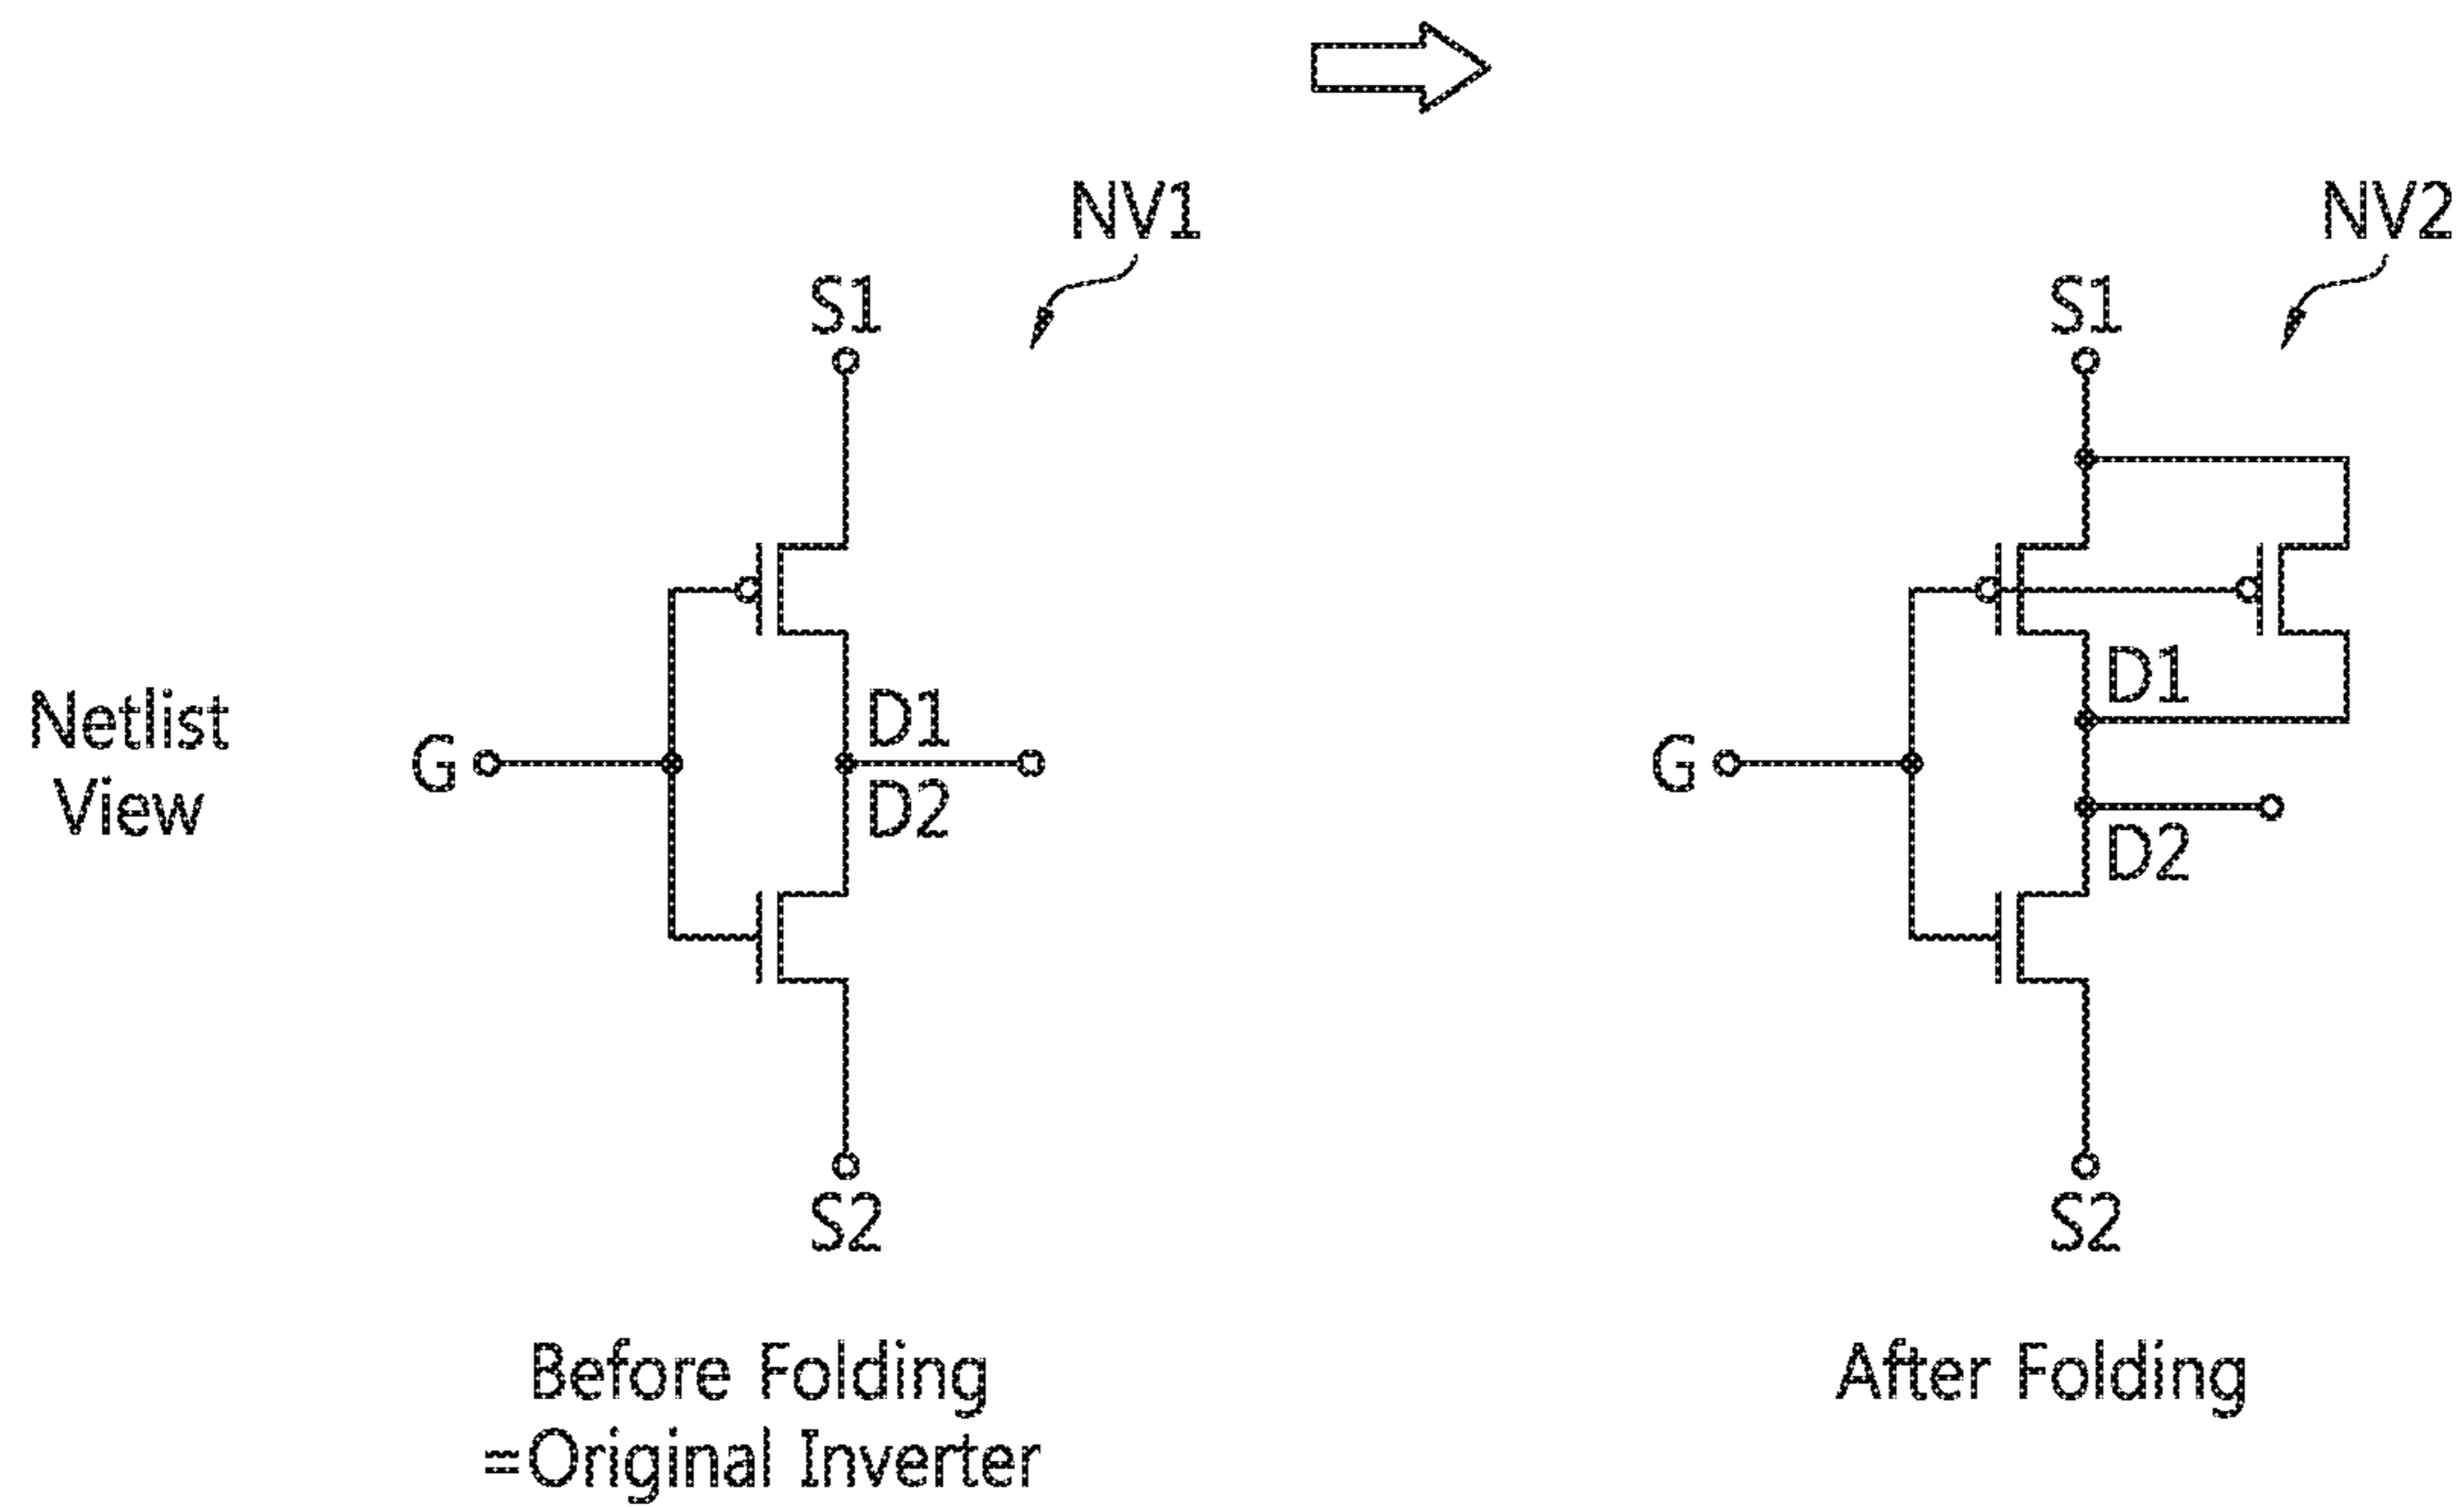 NV1
NV2
S1
S1
D1
Netlist
View
G
D1
D2
G
D2
S2
S2
Before Folding
=Original Inverter
After Folding